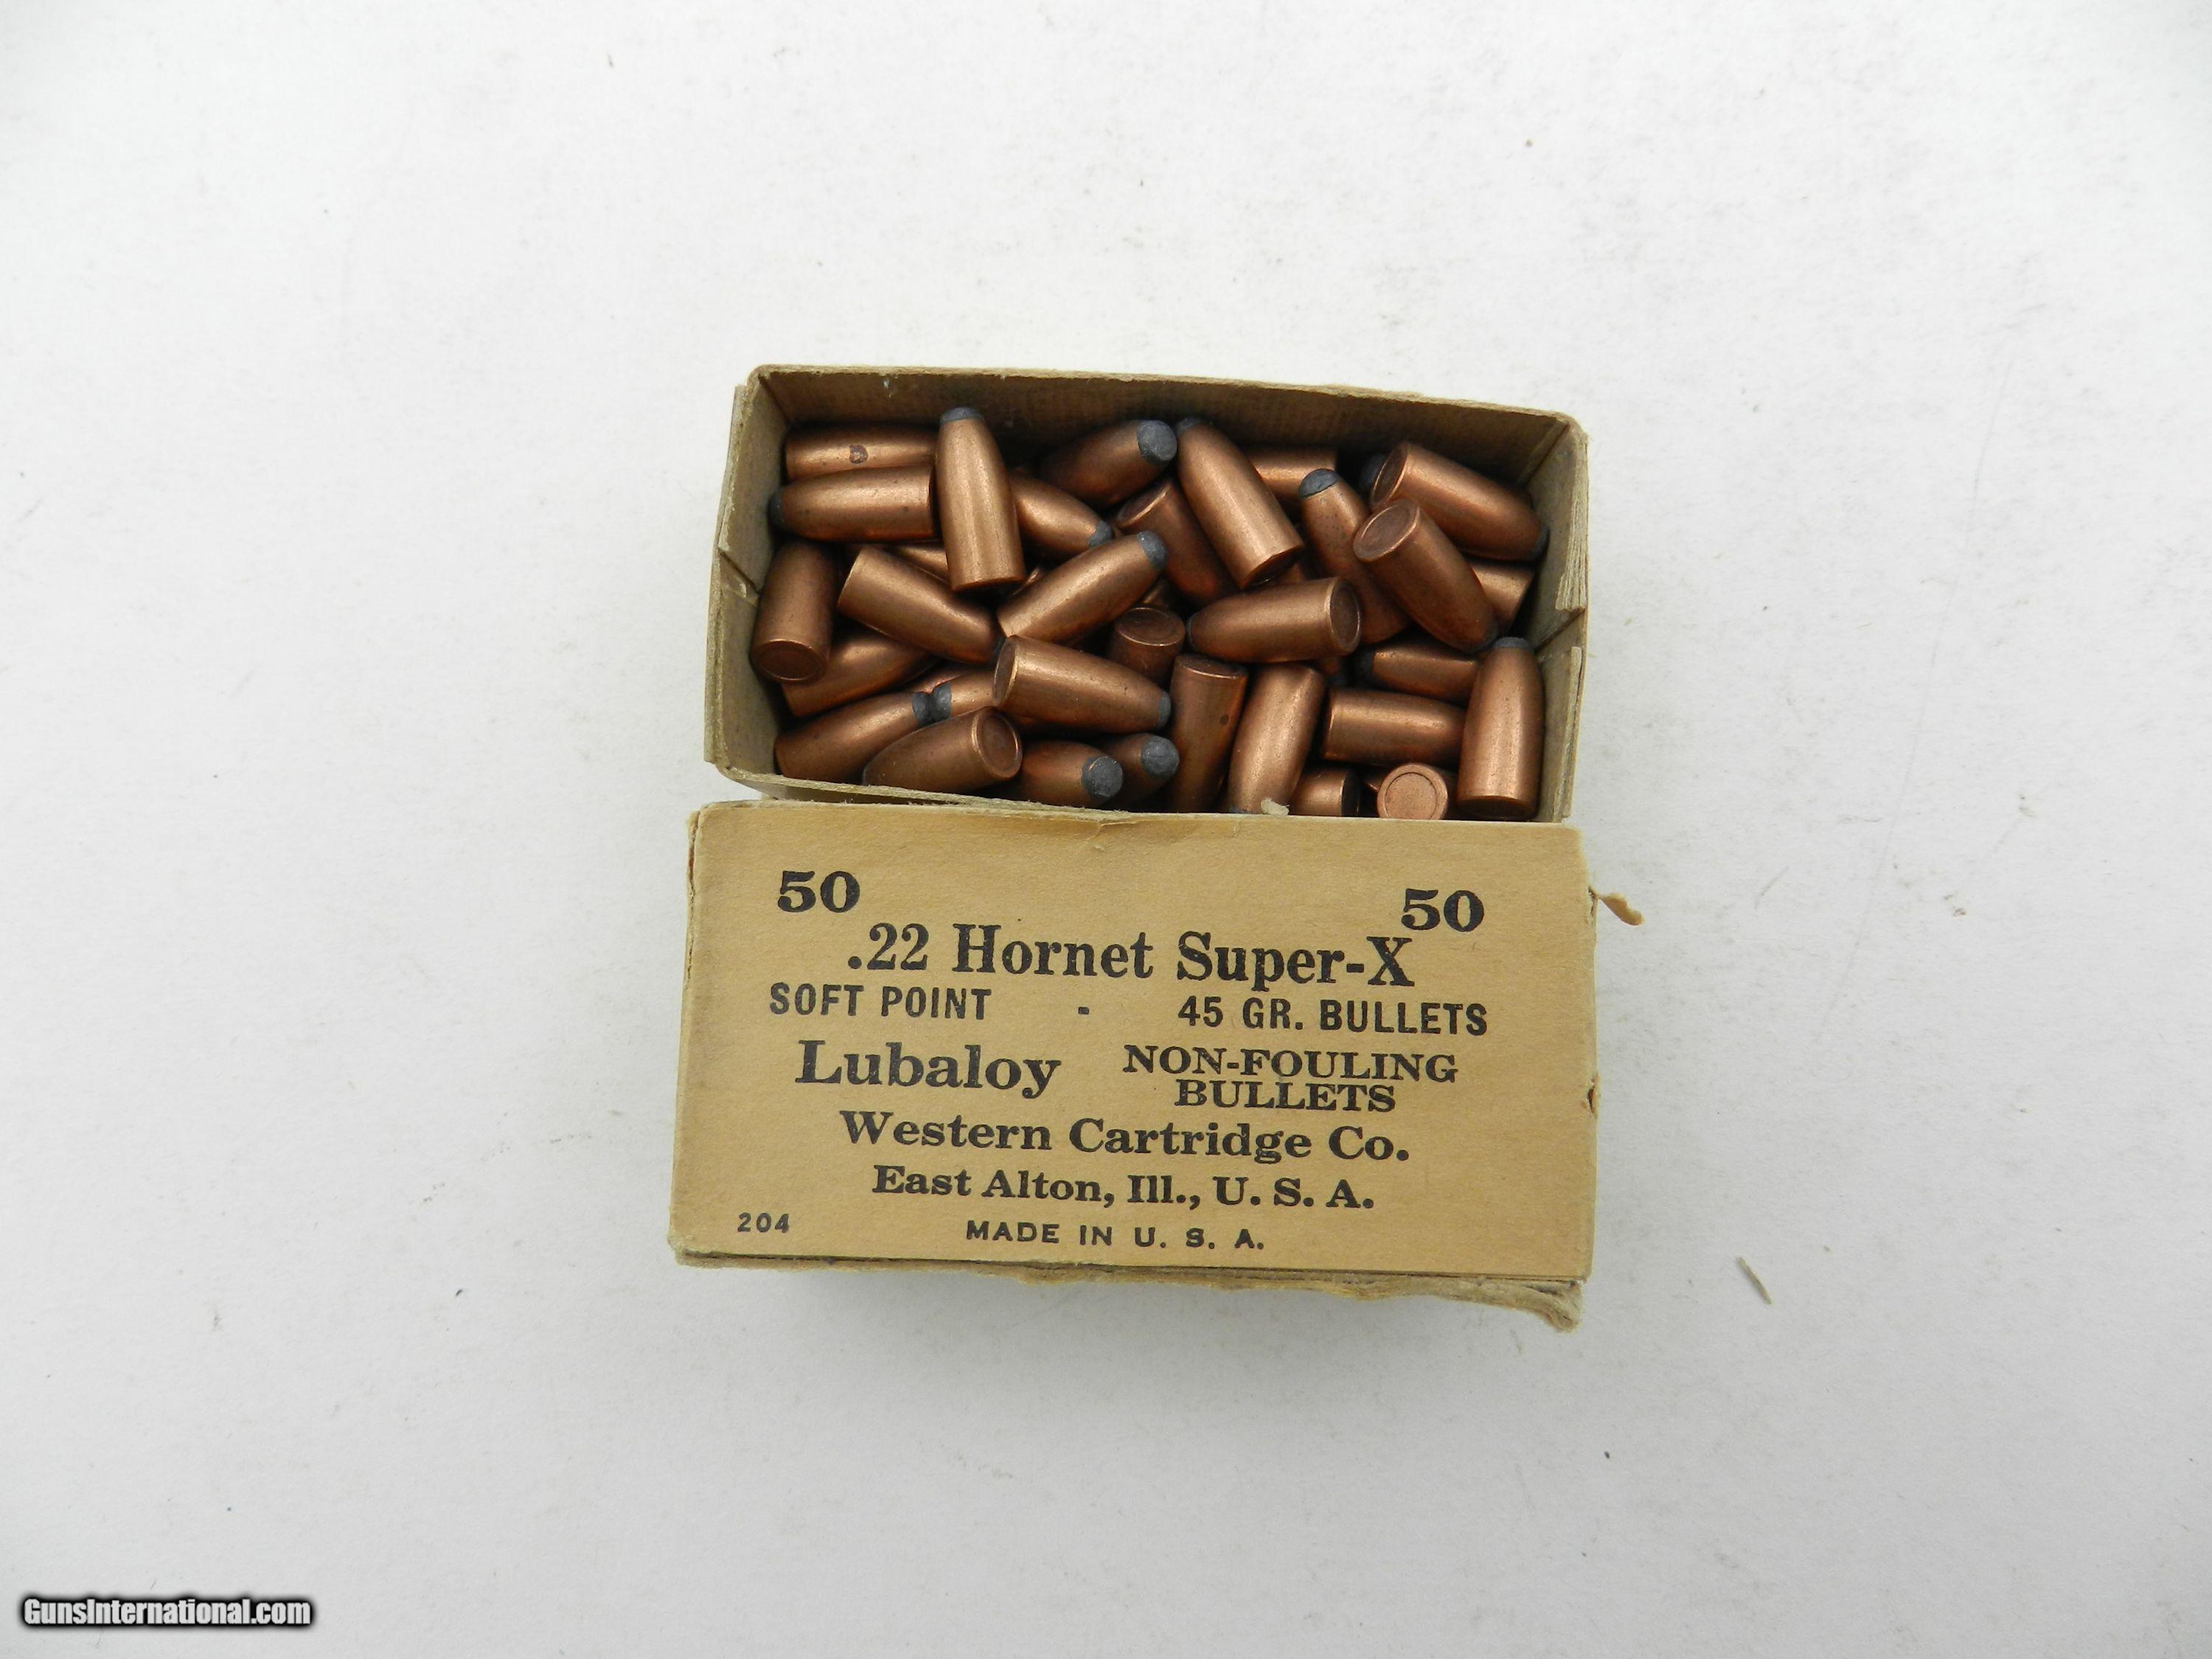 50 50
.22 Hornet Super-X
SOFT POINT - 45 GR. BULLETS
Lubaloy NON-FOULING
BULLETS
Western Cartridge Co.
East Alton, Ill., U. S. A.
204 MADE IN U. S. A.
GunsInternational.com